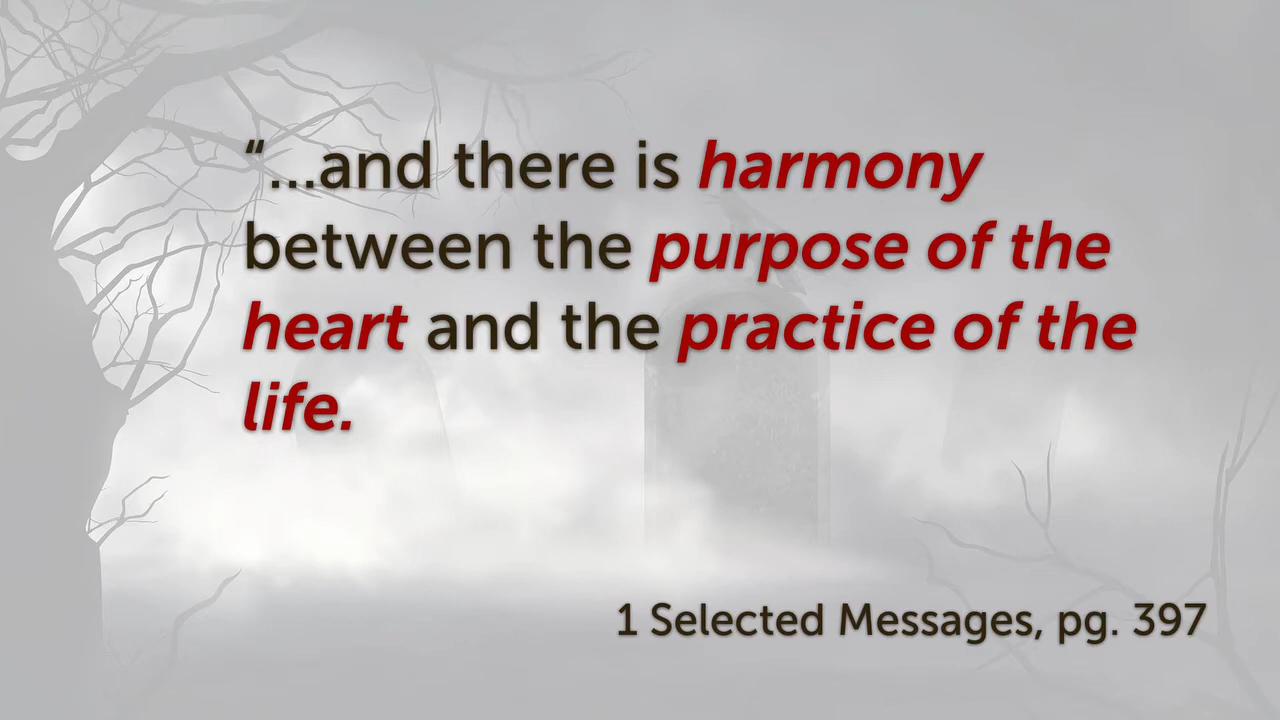 “...and there is harmony
between the purpose of the
heart and the practice of the
life.
1 Selected Messages, pg. 397